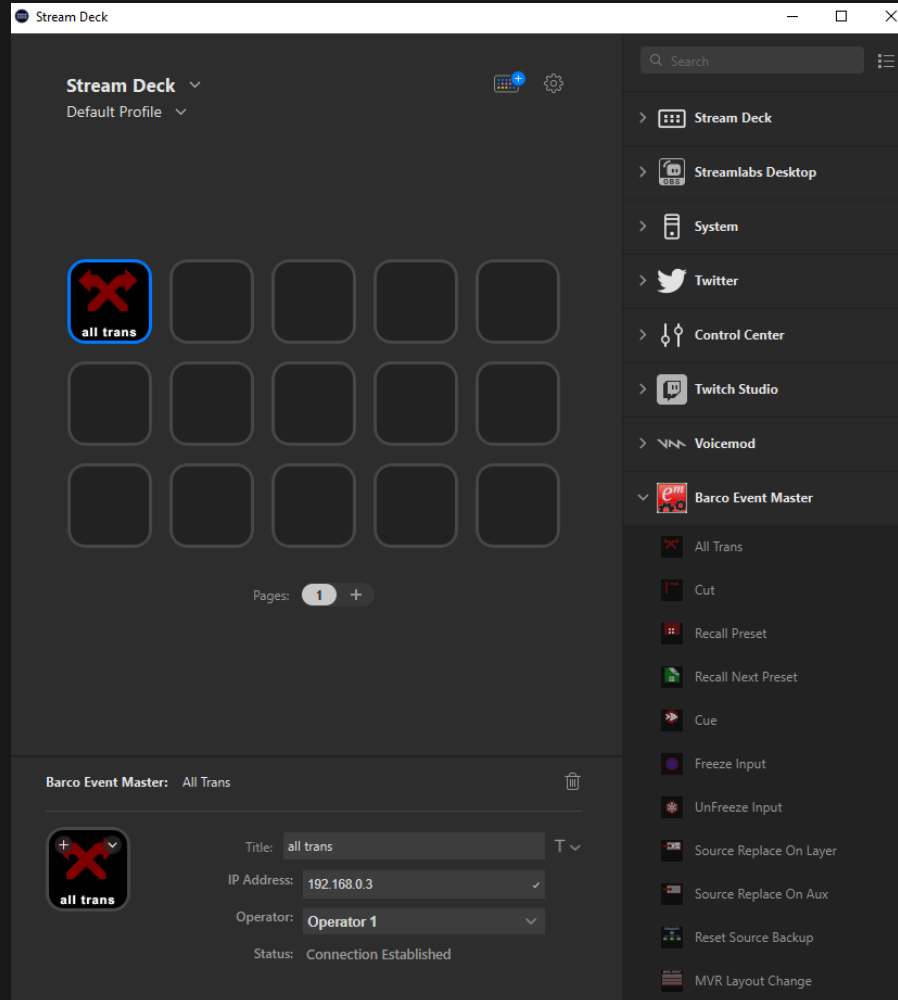 Stream Deck
Stream Deck
Default Profile
all trans
Pages: 1 +
Search
Stream Deck
OBS
Streamlabs Desktop
System
Twitter
Control Center
Twitch Studio
Voicemod
em
Barco Event Master
All Trans
Cut
Recall Preset
Recall Next Preset
Cue
Freeze Input
UnFreeze Input
Source Replace On Layer
Source Replace On Aux
Reset Source Backup
MVR Layout Change
Barco Event Master: All Trans
all trans
Title: all trans T
IP Address: 192.168.0.3
Operator: Operator 1
Status: Connection Established